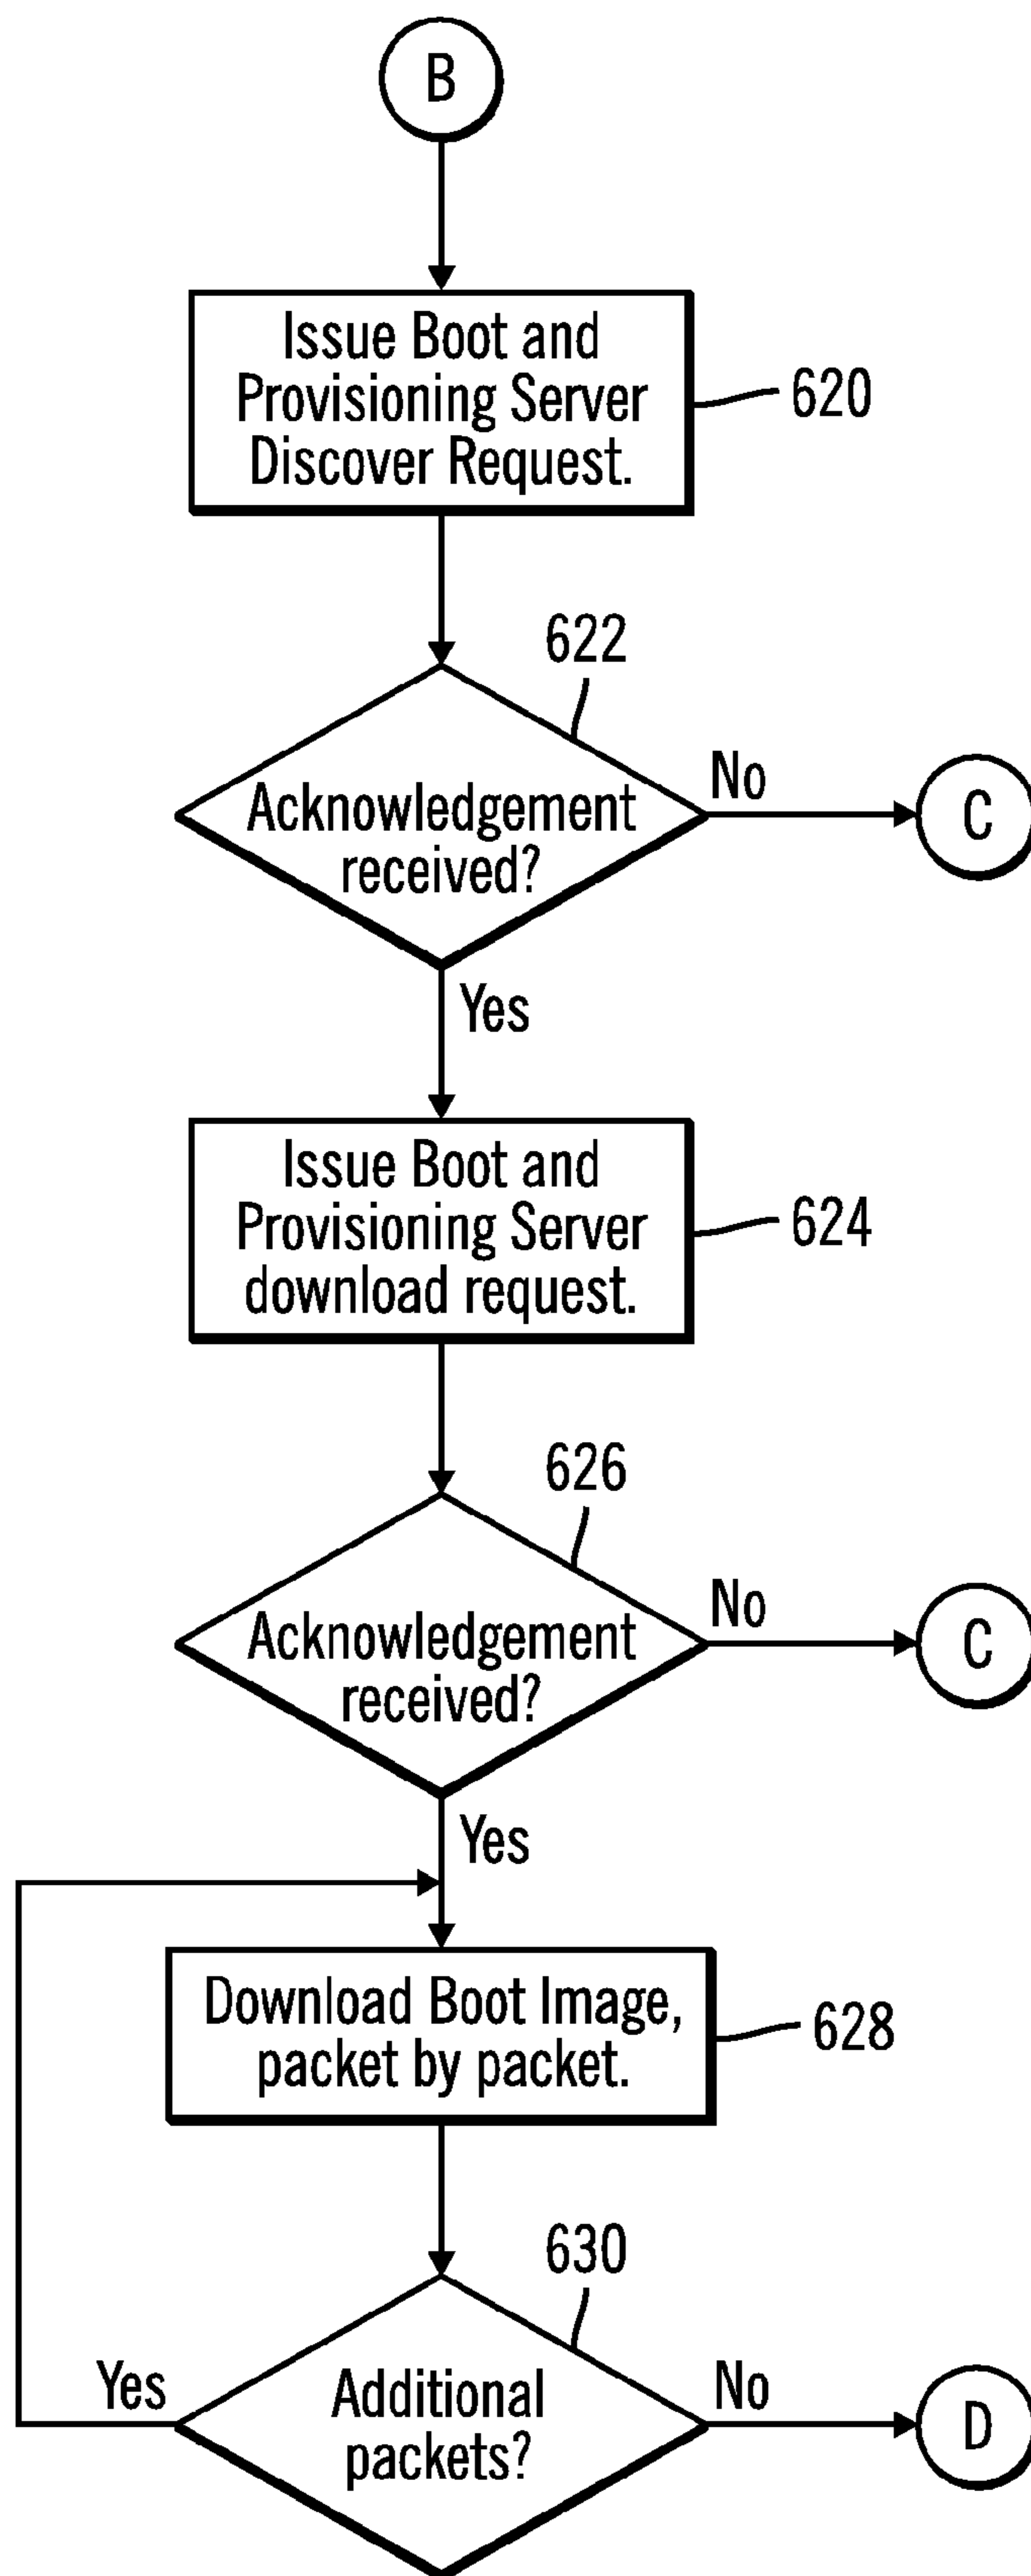 B
Issue Boot and
Provisioning Server
Discover Request.
620
622
Acknowledgement
received?
No
C
Yes
Issue Boot and
Provisioning Server
download request.
624
626
Acknowledgement
received?
No
C
Yes
Download Boot Image,
packet by packet.
628
630
Yes
Additional
packets?
No
D